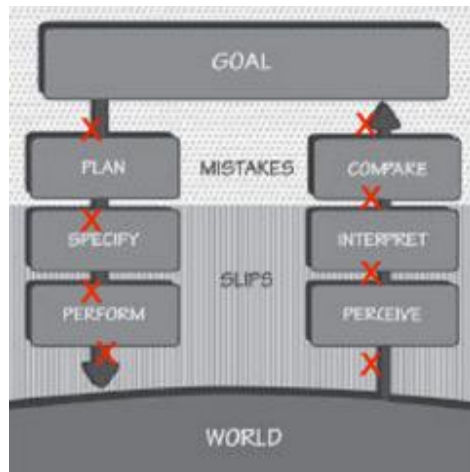 GOAL
PLAN
MISTAKES
COMPARE
SPECIFY
INTERPRET
SLIPS
PERFORM
PERCEIVE
WORLD